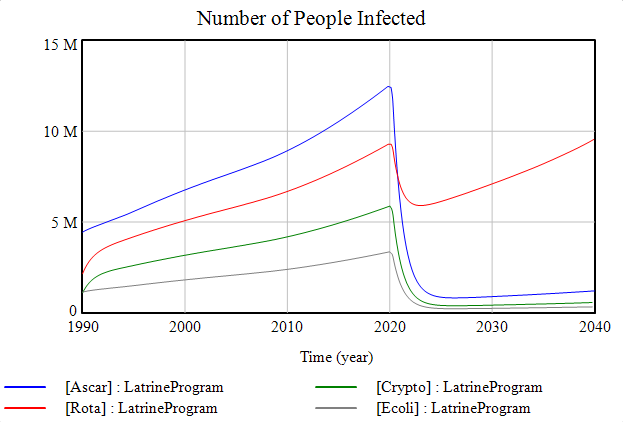 Number of People Infected
15 M
10 M
5 M
0
1990 2000 2010 2020 2030 2040
Time (year)
[Ascar] : LatrineProgram [Crypto] : LatrineProgram
[Rota] : LatrineProgram [Ecoli] : LatrineProgram